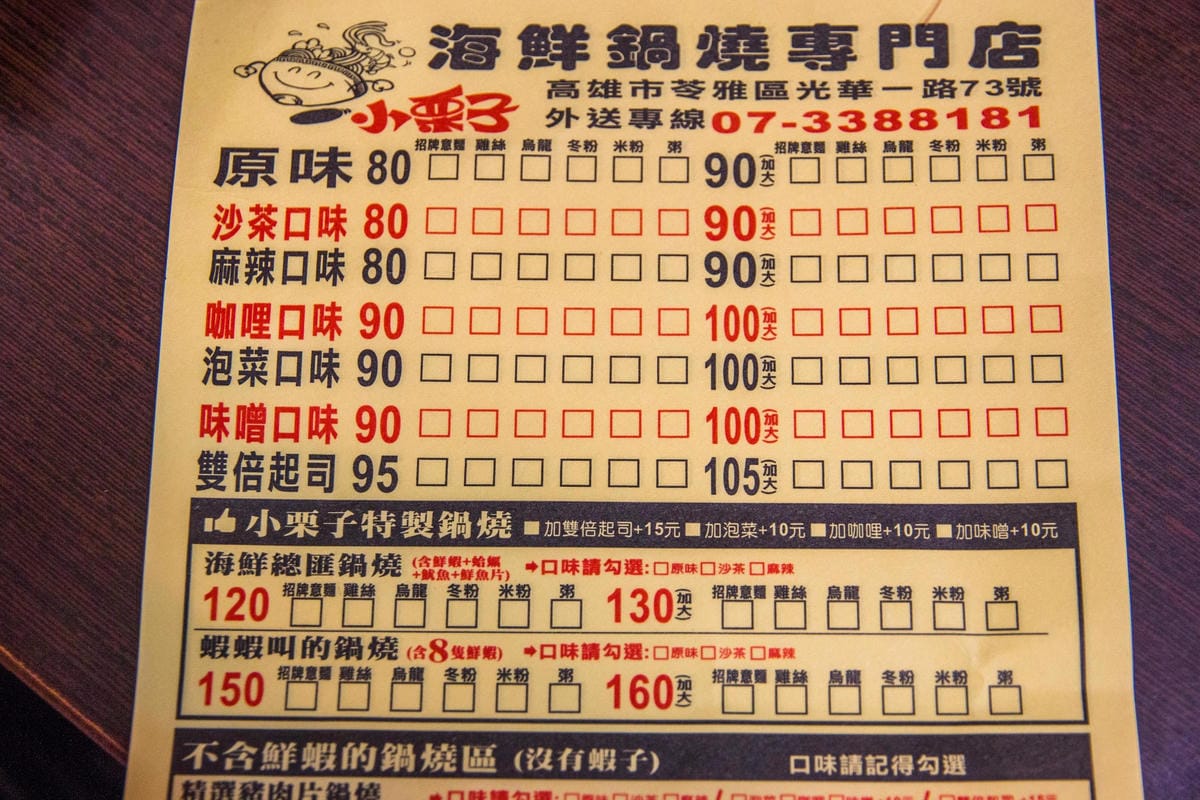 海鮮鍋燒專門店
小栗子
高雄市苓雅區光華一路73號
外送專線07-3388181
招牌意麵 雞絲 烏龍 冬粉 米粉 粥 招牌意麵 雞絲 烏龍 冬粉 米粉 粥
原味 80 □ □ □ □ □ □ 90(加大) □ □ □ □ □ □
沙茶口味 80 □ □ □ □ □ □ 90(加大) □ □ □ □ □ □
麻辣口味 80 □ □ □ □ □ □ 90(加大) □ □ □ □ □ □
咖哩口味 90 □ □ □ □ □ □ 100(加大) □ □ □ □ □ □
泡菜口味 90 □ □ □ □ □ □ 100(加大) □ □ □ □ □ □
味噌口味 90 □ □ □ □ □ □ 100(加大) □ □ □ □ □ □
雙倍起司 95 □ □ □ □ □ □ 105(加大) □ □ □ □ □ □
小栗子特製鍋燒 ■加雙倍起司+15元 ■加泡菜+10元 ■加咖哩+10元 ■加味噌+10元
海鮮總匯鍋燒 (含鮮蝦+蛤蠣+魷魚+鮮魚片) ➡口味請勾選:□原味□沙茶□麻辣
招牌意麵 雞絲 烏龍 冬粉 米粉 粥 招牌意麵 雞絲 烏龍 冬粉 米粉 粥
120 □ □ □ □ □ □ 130(加大) □ □ □ □ □ □
蝦蝦叫的鍋燒 (含8隻鮮蝦) ➡口味請勾選:□原味□沙茶□麻辣
招牌意麵 雞絲 烏龍 冬粉 米粉 粥 招牌意麵 雞絲 烏龍 冬粉 米粉 粥
150 □ □ □ □ □ □ 160(加大) □ □ □ □ □ □
不含鮮蝦的鍋燒區 (沒有蝦子) 口味請記得勾選
精選豬肉片鍋燒